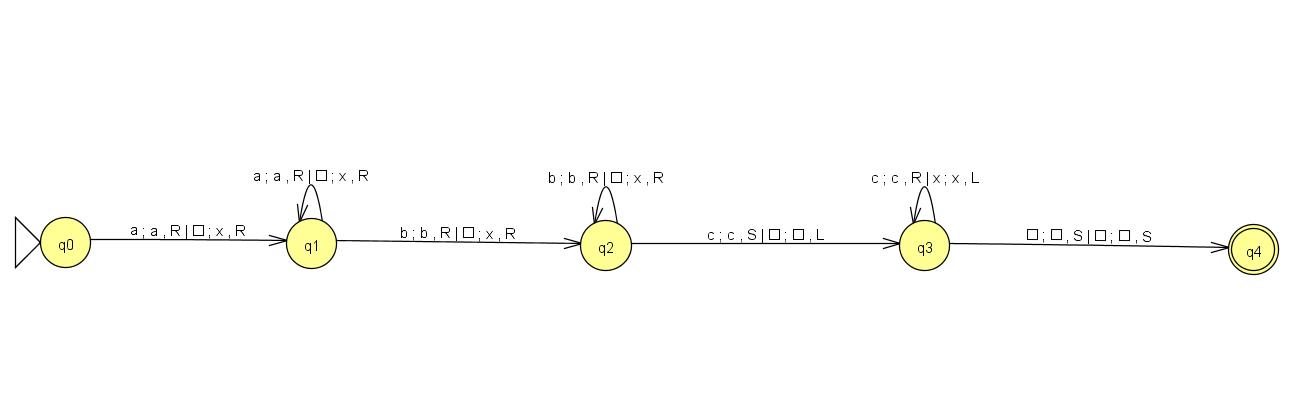 a ; a , R | □ ; x , R
b ; b , R | □ ; x , R
c ; c , R | x ; x , L
q0
a ; a , R | □ ; x , R
q1
b ; b , R | □ ; x , R
q2
c ; c , S | □ ; □ , L
q3
□ ; □ , S | □ ; □ , S
q4